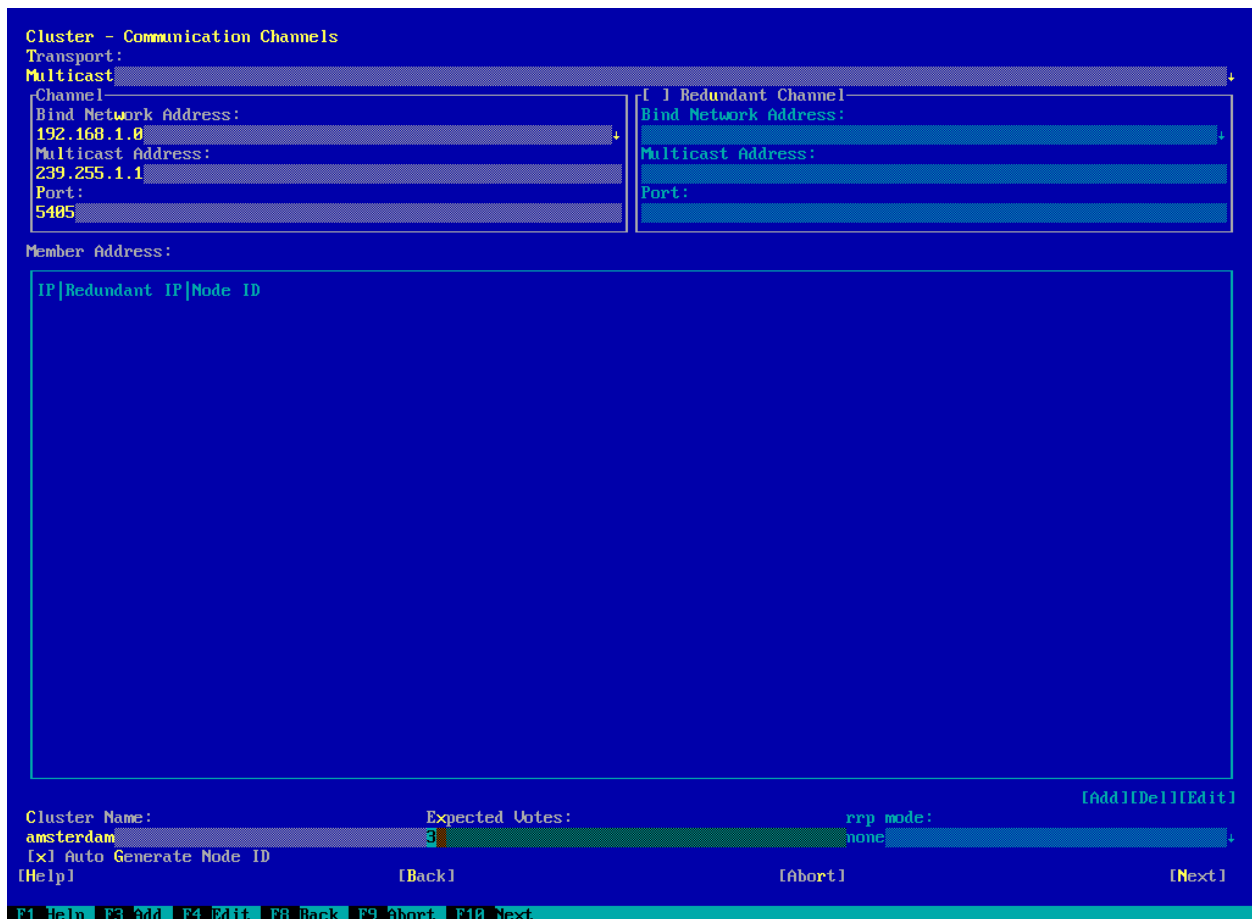 Cluster - Communication Channels
Transport:
Multicast↓
Channel
Bind Network Address:
192.168.1.0↓
Multicast Address:
239.255.1.1
Port:
5405
[ ] Redundant Channel
Bind Network Address:
↓
Multicast Address:
Port:
Member Address:
IP|Redundant IP|Node ID
[Add][Del][Edit]
Cluster Name: Expected Votes: rrp mode:
amsterdam 3 none↓
[x] Auto Generate Node ID
[Help] [Back] [Abort] [Next]
F1 Help F3 Add F4 Edit F8 Back F9 Abort F10 Next